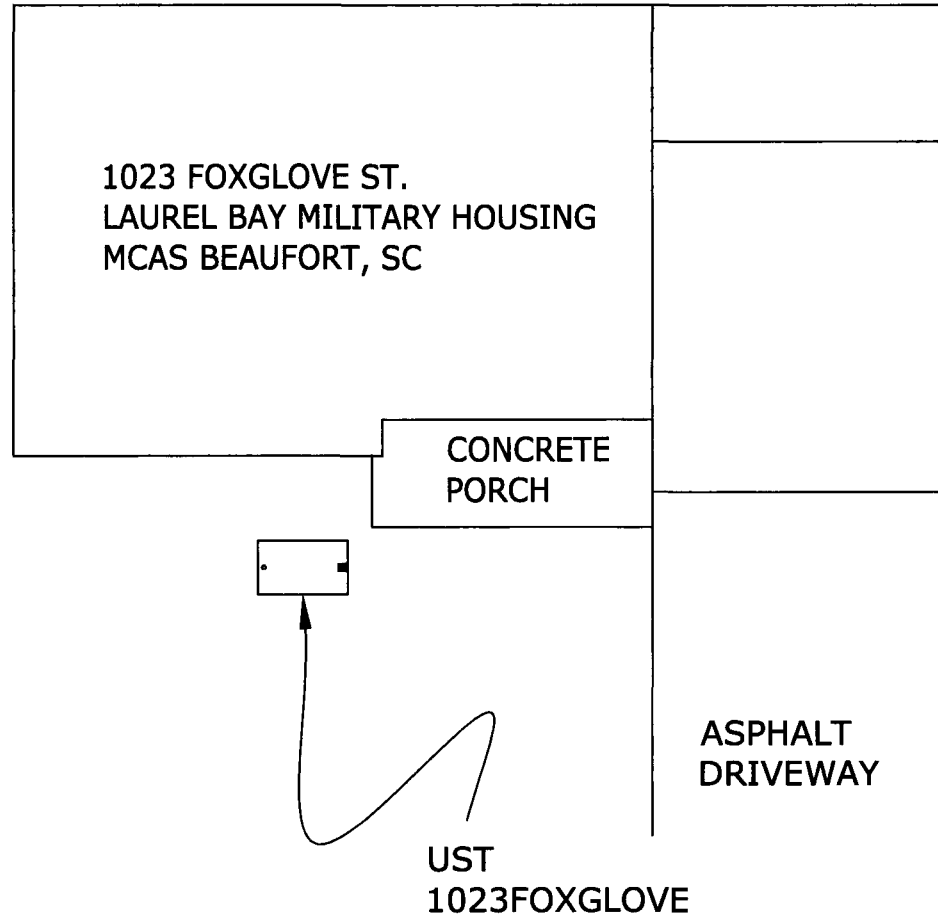 1023 FOXGLOVE ST.
LAUREL BAY MILITARY HOUSING
MCAS BEAUFORT, SC
CONCRETE
PORCH
ASPHALT
DRIVEWAY
UST
1023FOXGLOVE